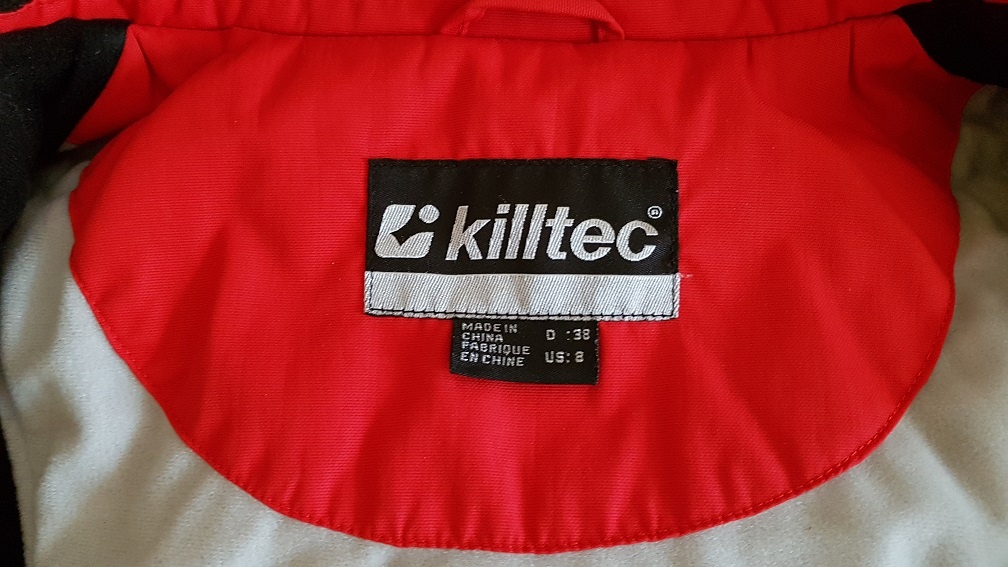 killtec®
MADE IN
CHINA
FABRIQUE
EN CHINE
D :38
US: 8